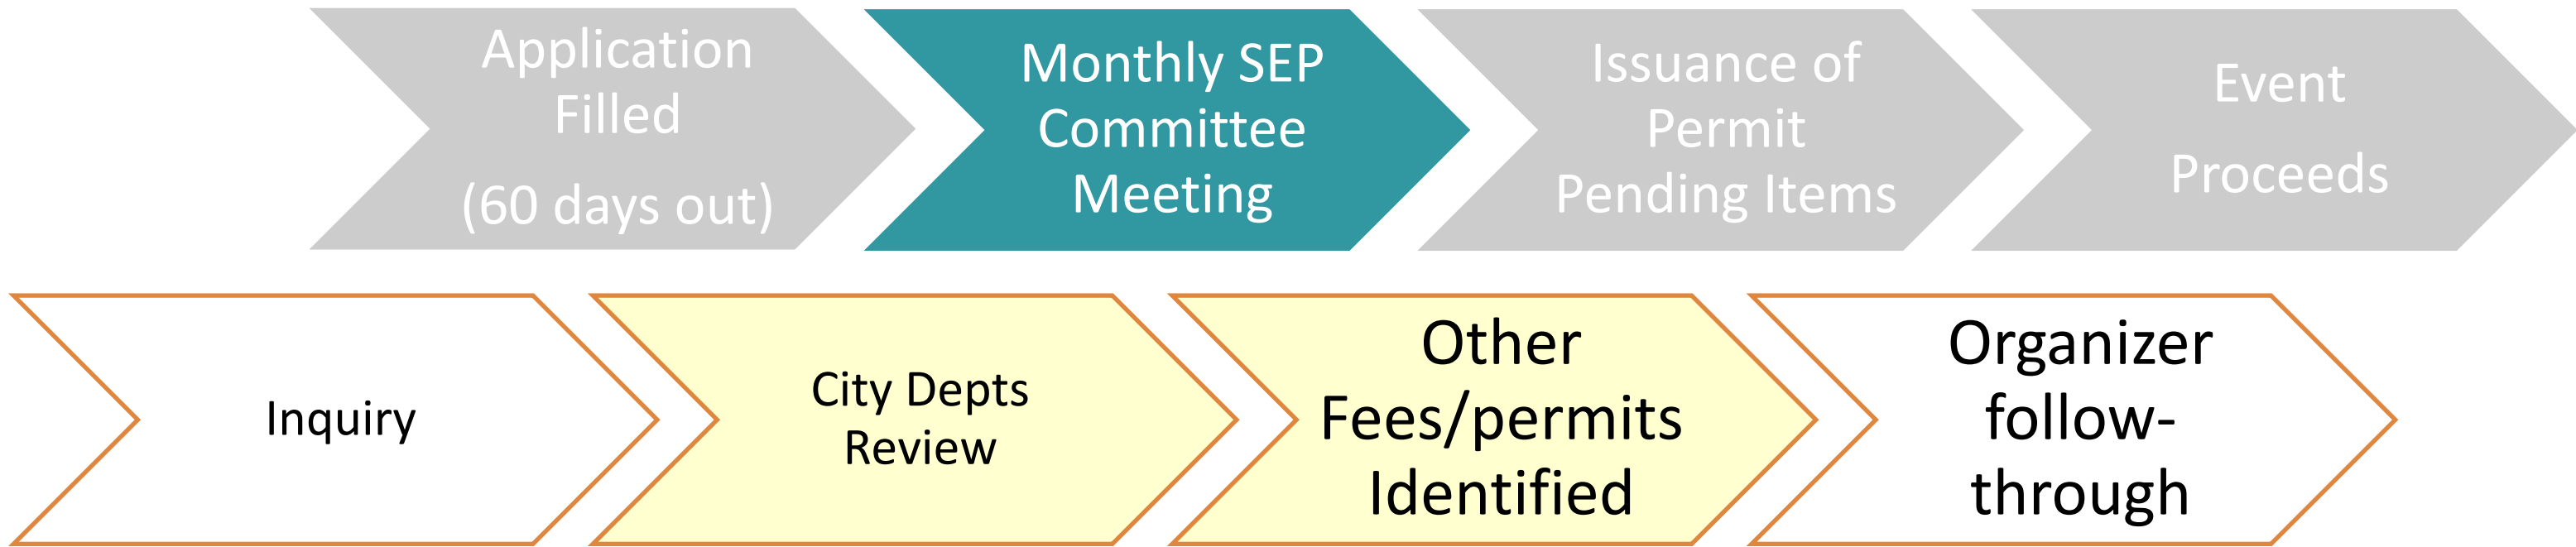 Application
Filled
(60 days out)
Monthly SEP
Committee
Meeting
Issuance of
Permit
Pending Items
Event
Proceeds
Inquiry
City Depts
Review
Other
Fees/permits
Identified
Organizer
follow-
through